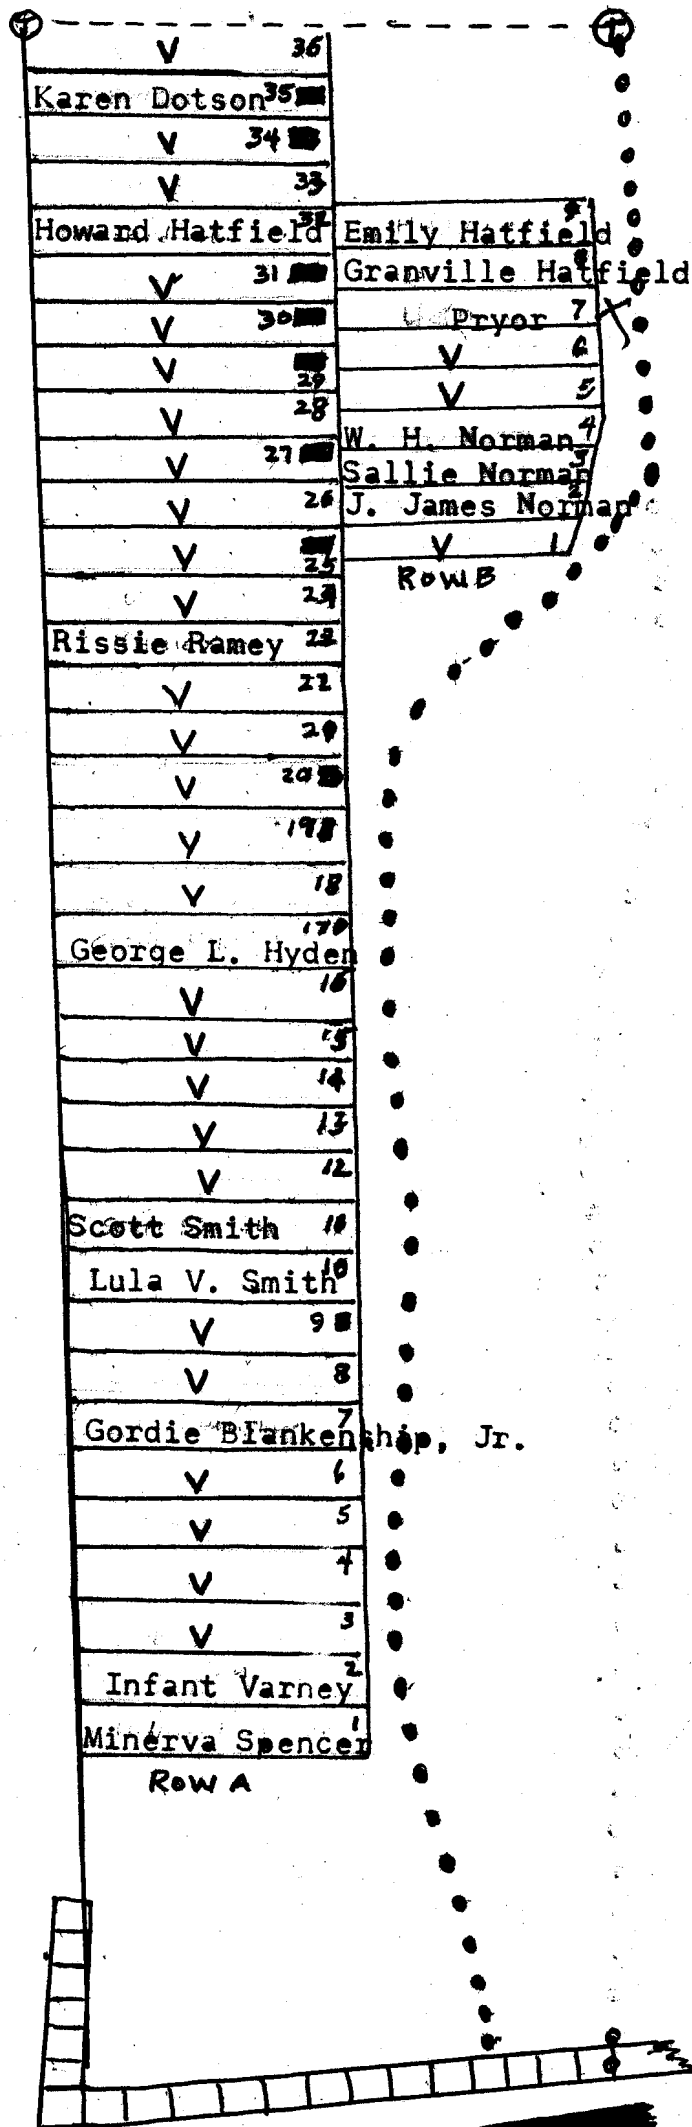 V 36
Karen Dotson 35
V 34
V 33
Howard Hatfield 32
V 31
V 30
V 29
V 28
V 27
V 26
V 25
V 24
Rissie Ramey
V 22
V
V 20
V 19
V 18
George L. Hyden 17
V 16
V 15
V 14
V 13
V 12
Scott Smith 11
Lula V. Smith 10
V 9
V 8
Gordie Blankenship, Jr. 7
V 6
V 5
V 4
V 3
Infant Varney 2
Minerva Spencer 1
ROW A
Emily Hatfield 9
Granville Hatfield 8
Pryor 7
V 6
V 5
W. H. Norman 4
Sallie Norman 3
J. James Norman 2
V 1
ROW B